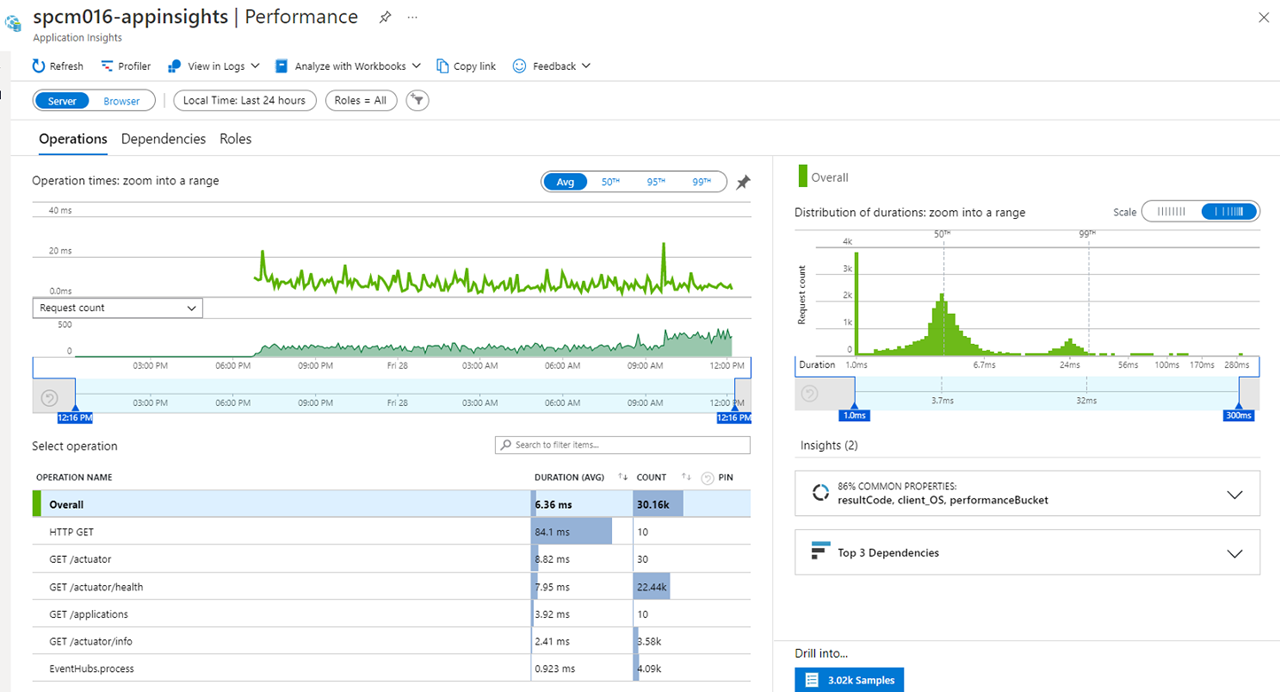 spcm016-appinsights | Performance
Application Insights
Refresh Profiler View in Logs Analyze with Workbooks Copy link Feedback
Server Browser Local Time: Last 24 hours Roles = All
Operations Dependencies Roles
Operation times: zoom into a range
Avg 50TH 95TH 99TH
40 ms
20 ms
0.0ms
Request count
500
0
03:00 PM 06:00 PM 09:00 PM Fri 28 03:00 AM 06:00 AM 09:00 AM 12:00 PM
03:00 PM 06:00 PM 09:00 PM Fri 28 03:00 AM 06:00 AM 09:00 AM 12:00 PM
12:16 PM 12:16 PM
Select operation
Search to filter items...
OPERATION NAME DURATION (AVG) COUNT PIN
Overall 6.36 ms 30.16k
HTTP GET 84.1 ms 10
GET /actuator 8.82 ms 30
GET /actuator/health 7.95 ms 22.44k
GET /applications 3.92 ms 10
GET /actuator/info 2.41 ms 3.58k
EventHubs.process 0.923 ms 4.09k
Overall
Distribution of durations: zoom into a range
Scale
50TH 99TH
Request count
4k
3k
2k
1k
0
Duration 1.0ms 6.7ms 24ms 56ms 100ms 170ms 280ms
3.7ms 32ms
1.0ms 300ms
Insights (2)
86% COMMON PROPERTIES:
resultCode, client_OS, performanceBucket
Top 3 Dependencies
Drill into...
3.02k Samples